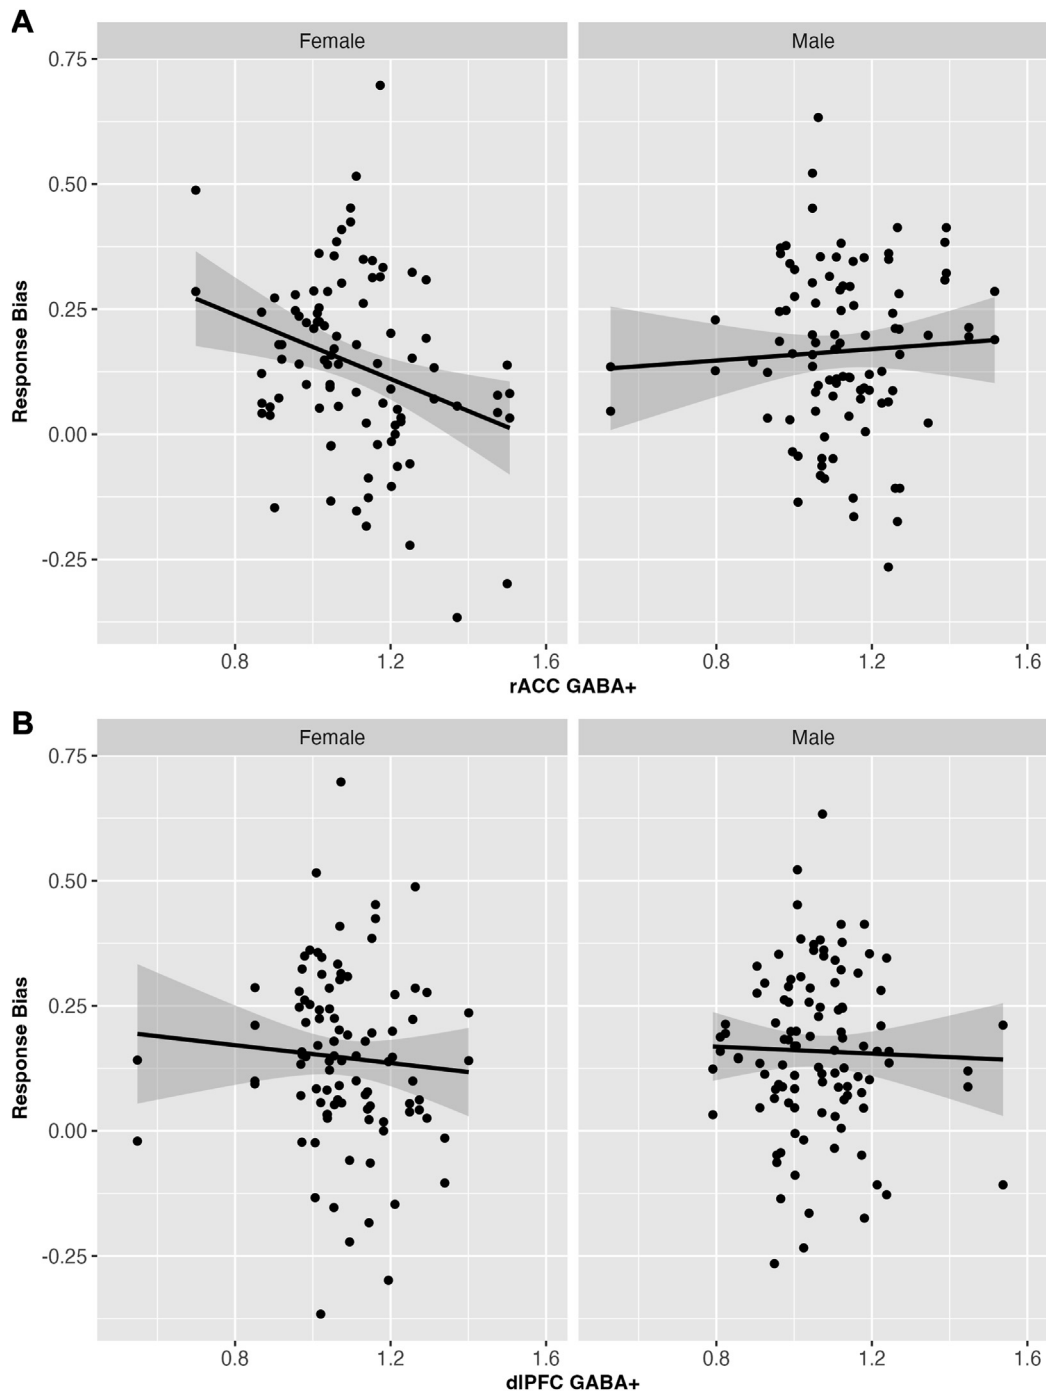 A
Female Male
0.75
0.50
0.25
0.00
-0.25
Response Bias
0.8 1.2 1.6 0.8 1.2 1.6
rACC GABA+
B
Female Male
0.75
0.50
0.25
0.00
-0.25
Response Bias
0.8 1.2 1.6 0.8 1.2 1.6
dlPFC GABA+